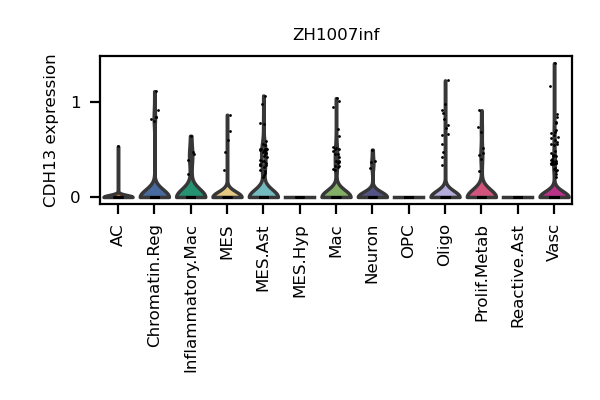 ZH1007inf
CDH13 expression
1
0
AC
Chromatin.Reg
Inflammatory.Mac
MES
MES.Ast
MES.Hyp
Mac
Neuron
OPC
Oligo
Prolif.Metab
Reactive.Ast
Vasc